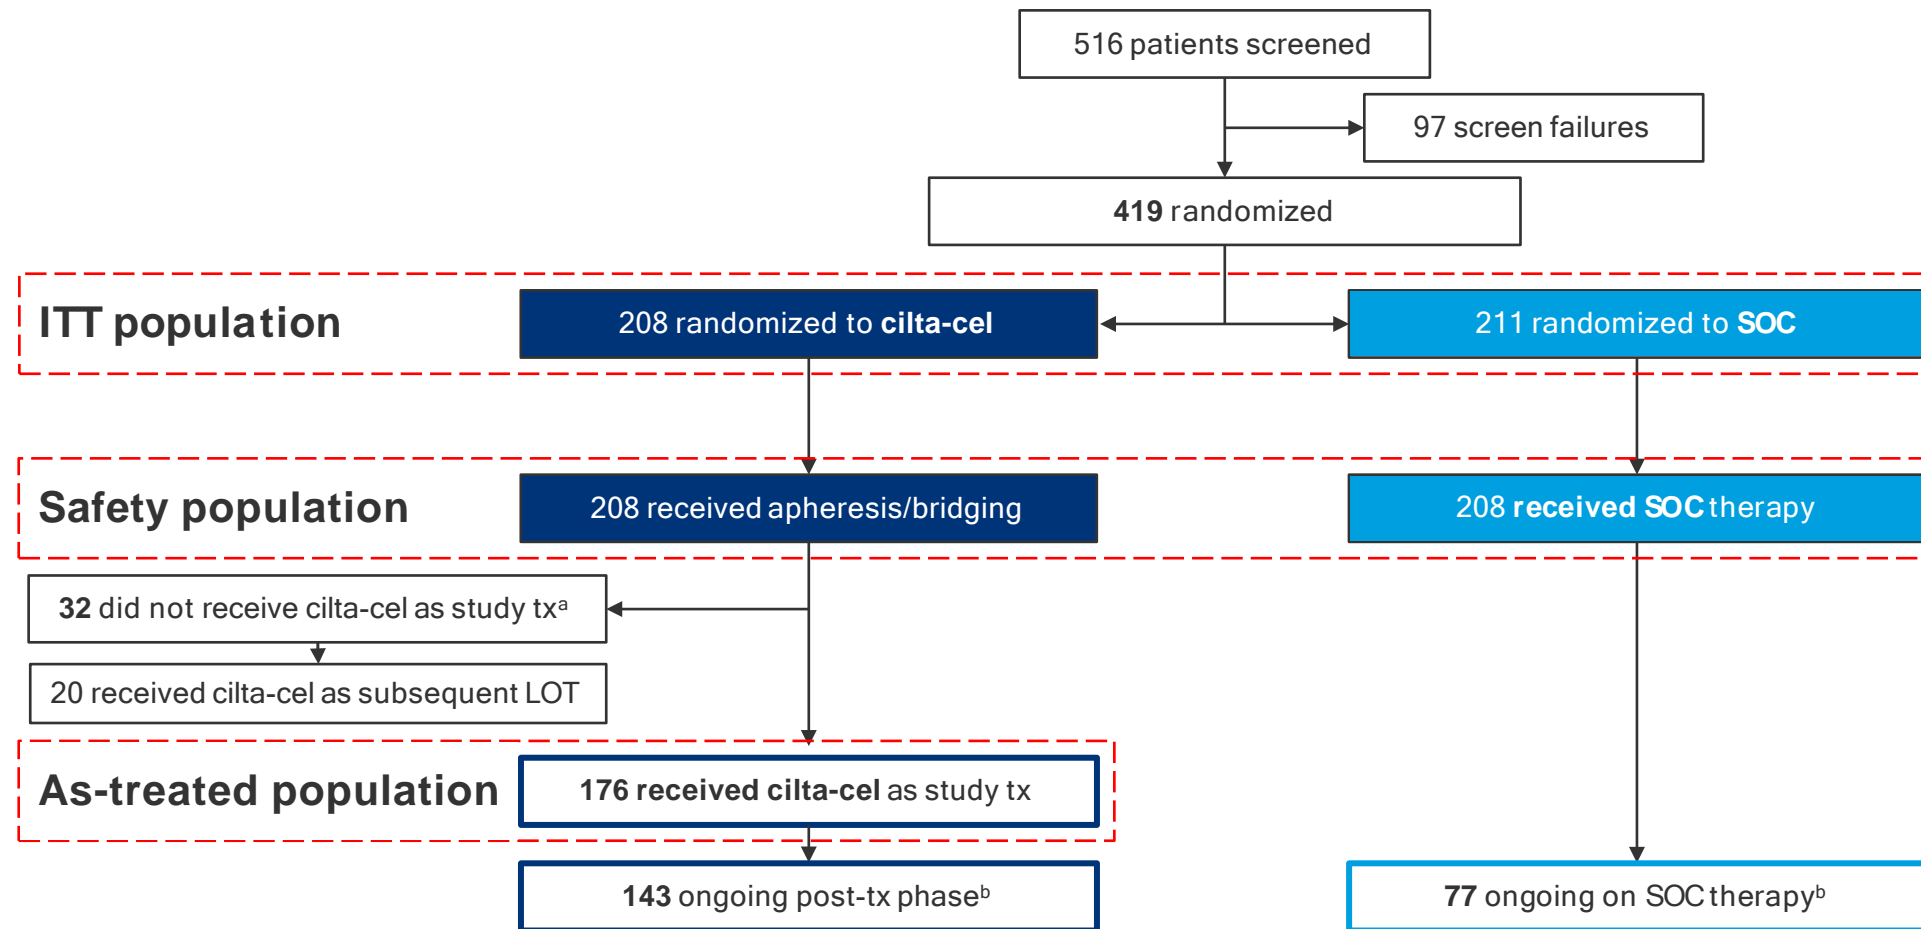 516 patients screened
97 screen failures
419 randomized
ITT population
208 randomized to cilta-cel
211 randomized to SOC
Safety population
208 received apheresis/bridging
208 received SOC therapy
32 did not receive cilta-cel as study txᵃ
20 received cilta-cel as subsequent LOT
As-treated population
176 received cilta-cel as study tx
143 ongoing post-tx phaseᵇ
77 ongoing on SOC therapyᵇ